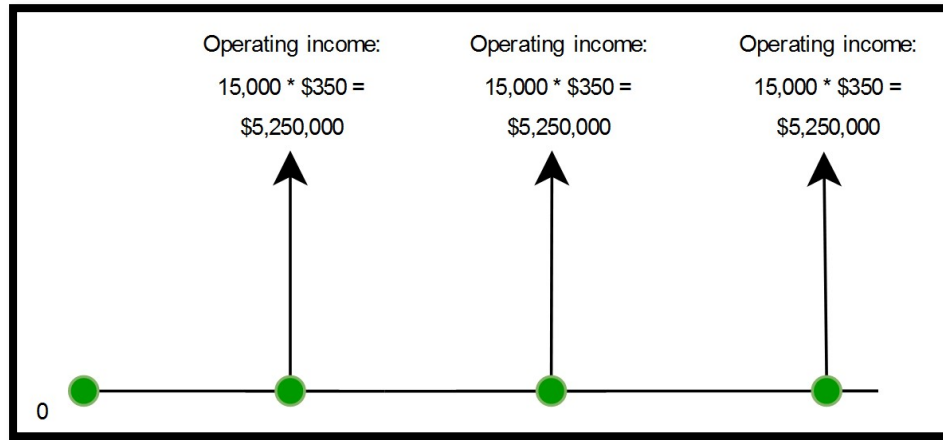 Operating income:
15,000 * $350 =
$5,250,000
Operating income:
15,000 * $350 =
$5,250,000
Operating income:
15,000 * $350 =
$5,250,000
0